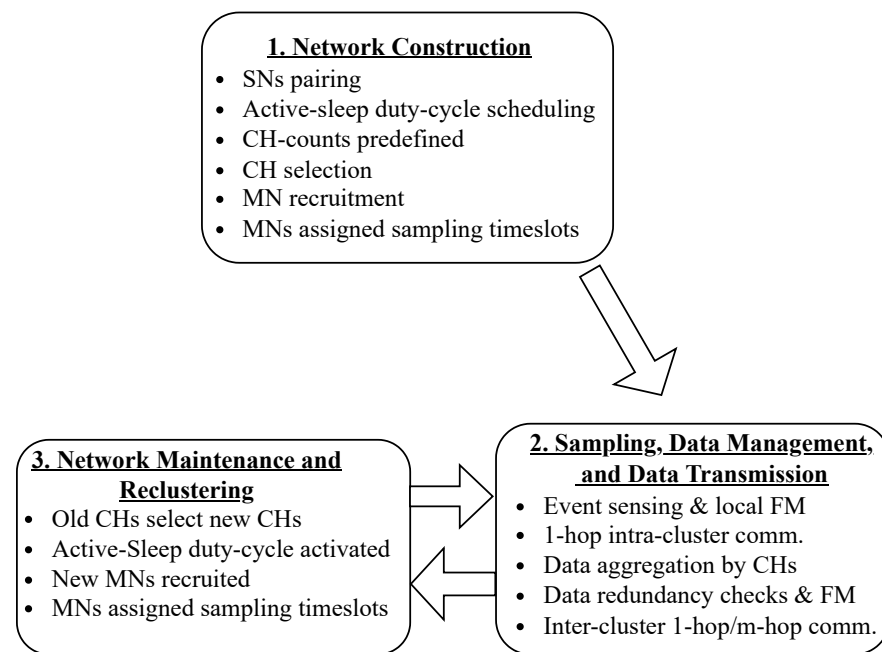 1. Network Construction
• SNs pairing
• Active-sleep duty-cycle scheduling
• CH-counts predefined
• CH selection
• MN recruitment
• MNs assigned sampling timeslots
2. Sampling, Data Management,
and Data Transmission
• Event sensing & local FM
• 1-hop intra-cluster comm.
• Data aggregation by CHs
• Data redundancy checks & FM
• Inter-cluster 1-hop/m-hop comm.
3. Network Maintenance and
Reclustering
• Old CHs select new CHs
• Active-Sleep duty-cycle activated
• New MNs recruited
• MNs assigned sampling timeslots